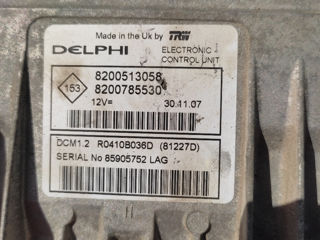 Made in the Uk by TRW
DELPHI
ELECTRONIC
CONTROL UNIT
153
8200513058
8200785530
12V= 30.11.07
DCM1.2 R0410B036D (81227D)
SERIAL No 85905752 LAG